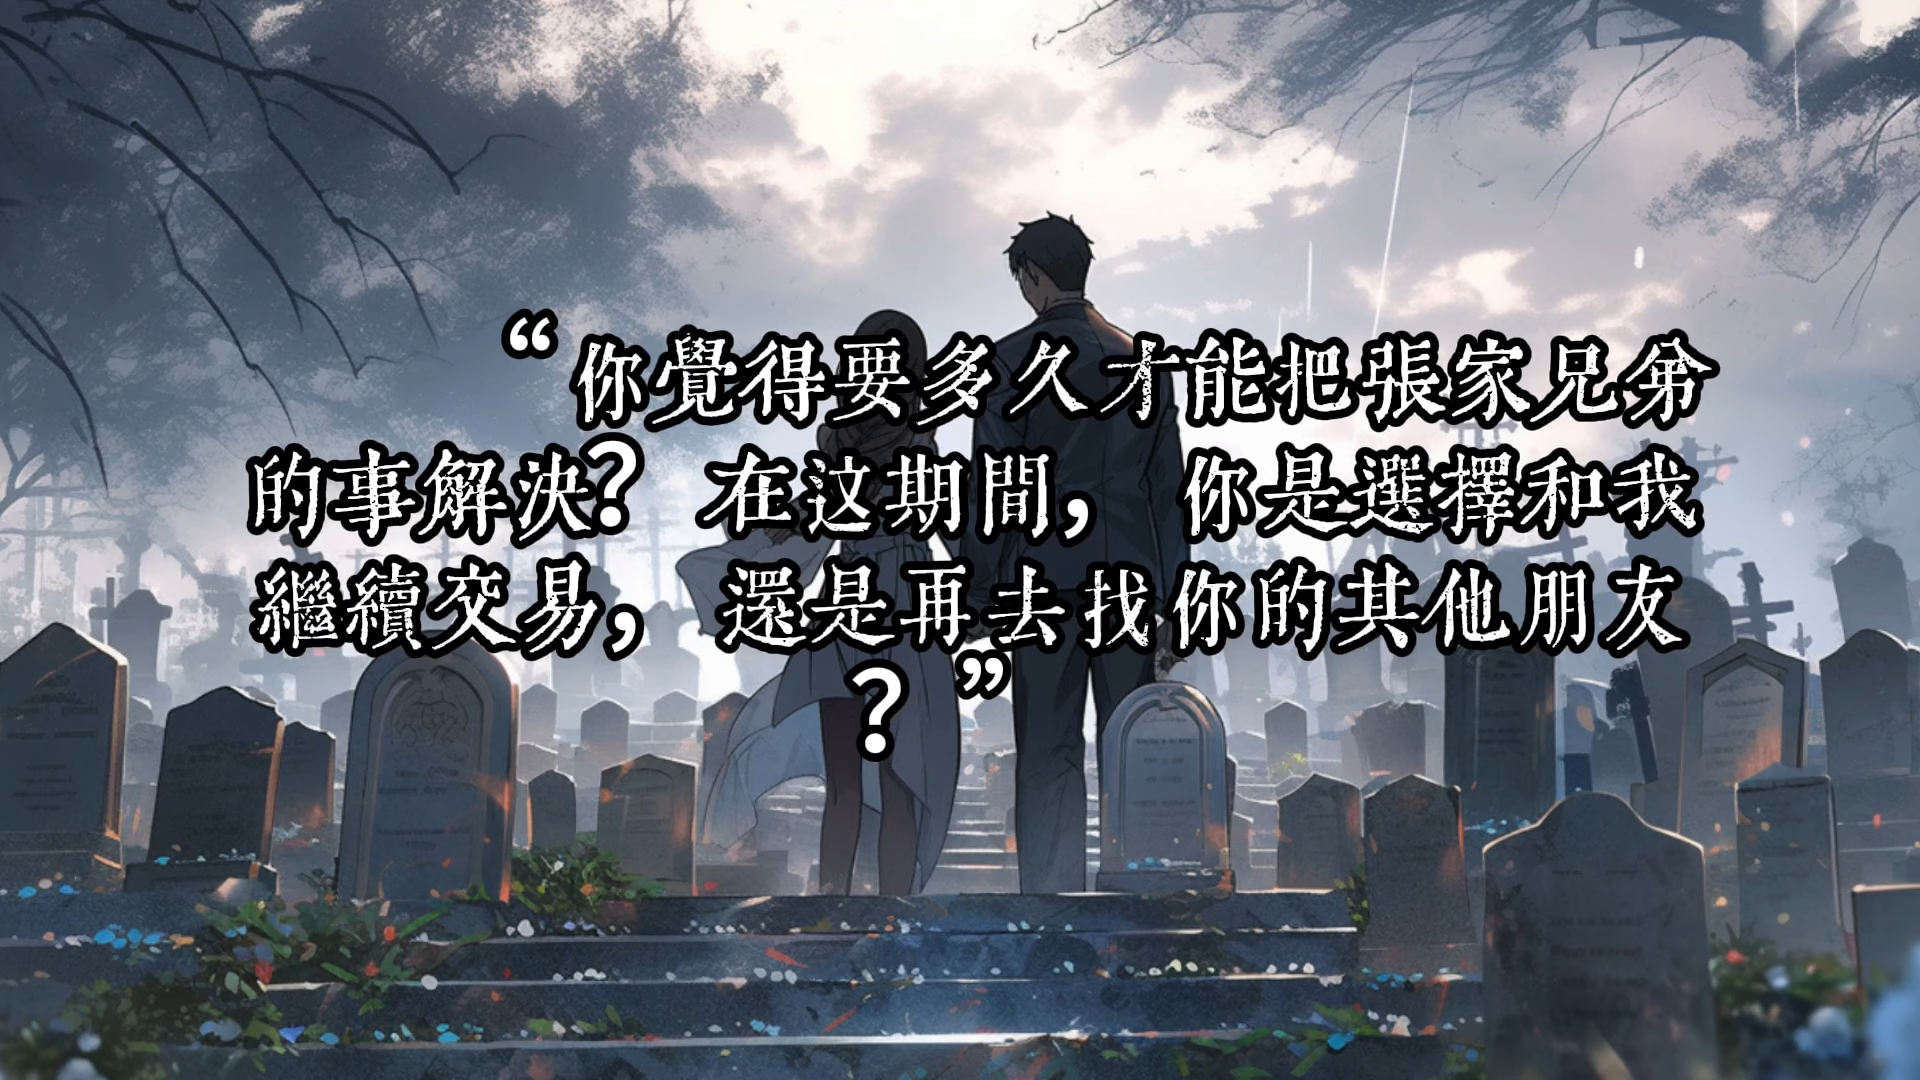 “你覺得要多久才能把張家兄弟
的事解決？在这期間，你是選擇和我
繼續交易，還是再去找你的其他朋友
？”